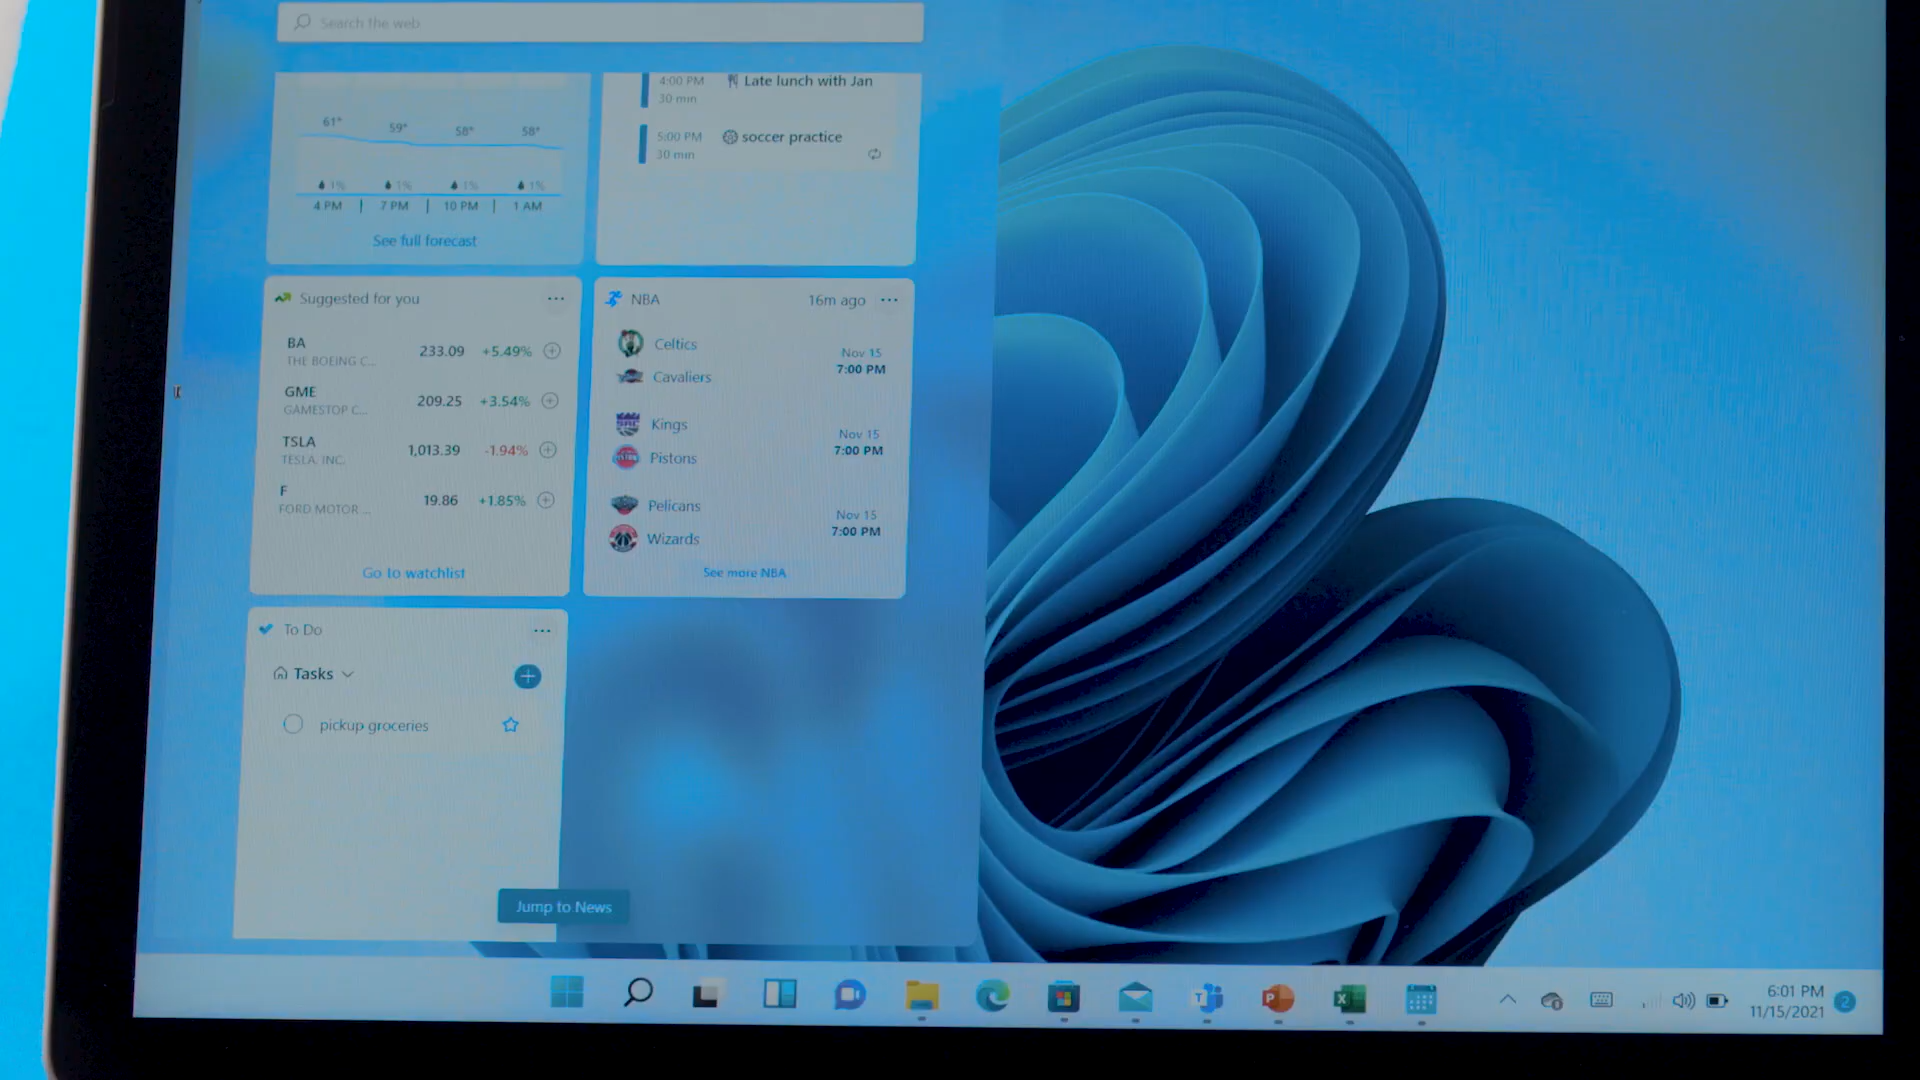 Search the web
61° 59° 58° 58°
1% 1% 1% 1%
4 PM | 7 PM | 10 PM | 1 AM
See full forecast
4:00 PM Late lunch with Jan
30 min
5:00 PM soccer practice
30 min
Suggested for you ...
BA 233.09 +5.49%
THE BOEING C...
GME 209.25 +3.54%
GAMESTOP C...
TSLA 1,013.39 -1.94%
TESLA, INC.
F 19.86 +1.85%
FORD MOTOR ...
Go to watchlist
NBA 16m ago ...
Celtics
Cavaliers
Nov 15
7:00 PM
Kings
Pistons
Nov 15
7:00 PM
Pelicans
Wizards
Nov 15
7:00 PM
See more NBA
To Do ...
Tasks
pickup groceries
Jump to News
6:01 PM
11/15/2021
2